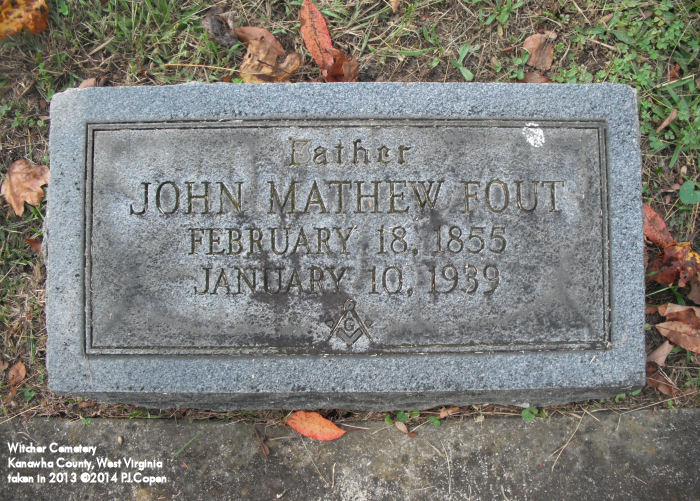 Father
JOHN MATHEW FOUT
FEBRUARY 18, 1855
JANUARY 10, 1939
G
Witcher Cemetery
Kanawha County, West Virginia
taken in 2013 ©2014 P.J.Copen